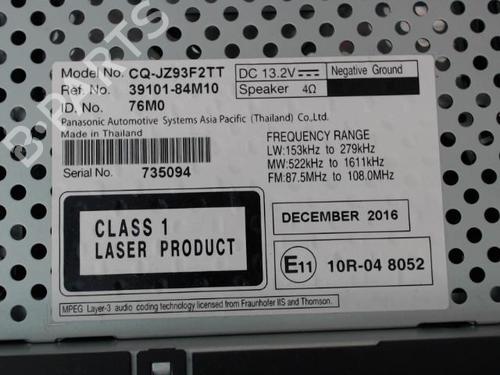 Model No. CQ-JZ93F2TT
Ref. No. 39101-84M10
ID. No. 76M0
DC 13.2V Negative Ground
Speaker 4Ω
Panasonic Automotive Systems Asia Pacific (Thailand) Co.,Ltd.
Made in Thailand
Serial No. 735094
FREQUENCY RANGE
LW:153kHz to 279kHz
MW:522kHz to 1611kHz
FM:87.5MHz to 108.0MHz
CLASS 1
LASER PRODUCT
DECEMBER 2016
E11 10R-04 8052
MPEG Layer-3 audio coding technology licensed from Fraunhofer IIS and Thomson.
B-PARTS